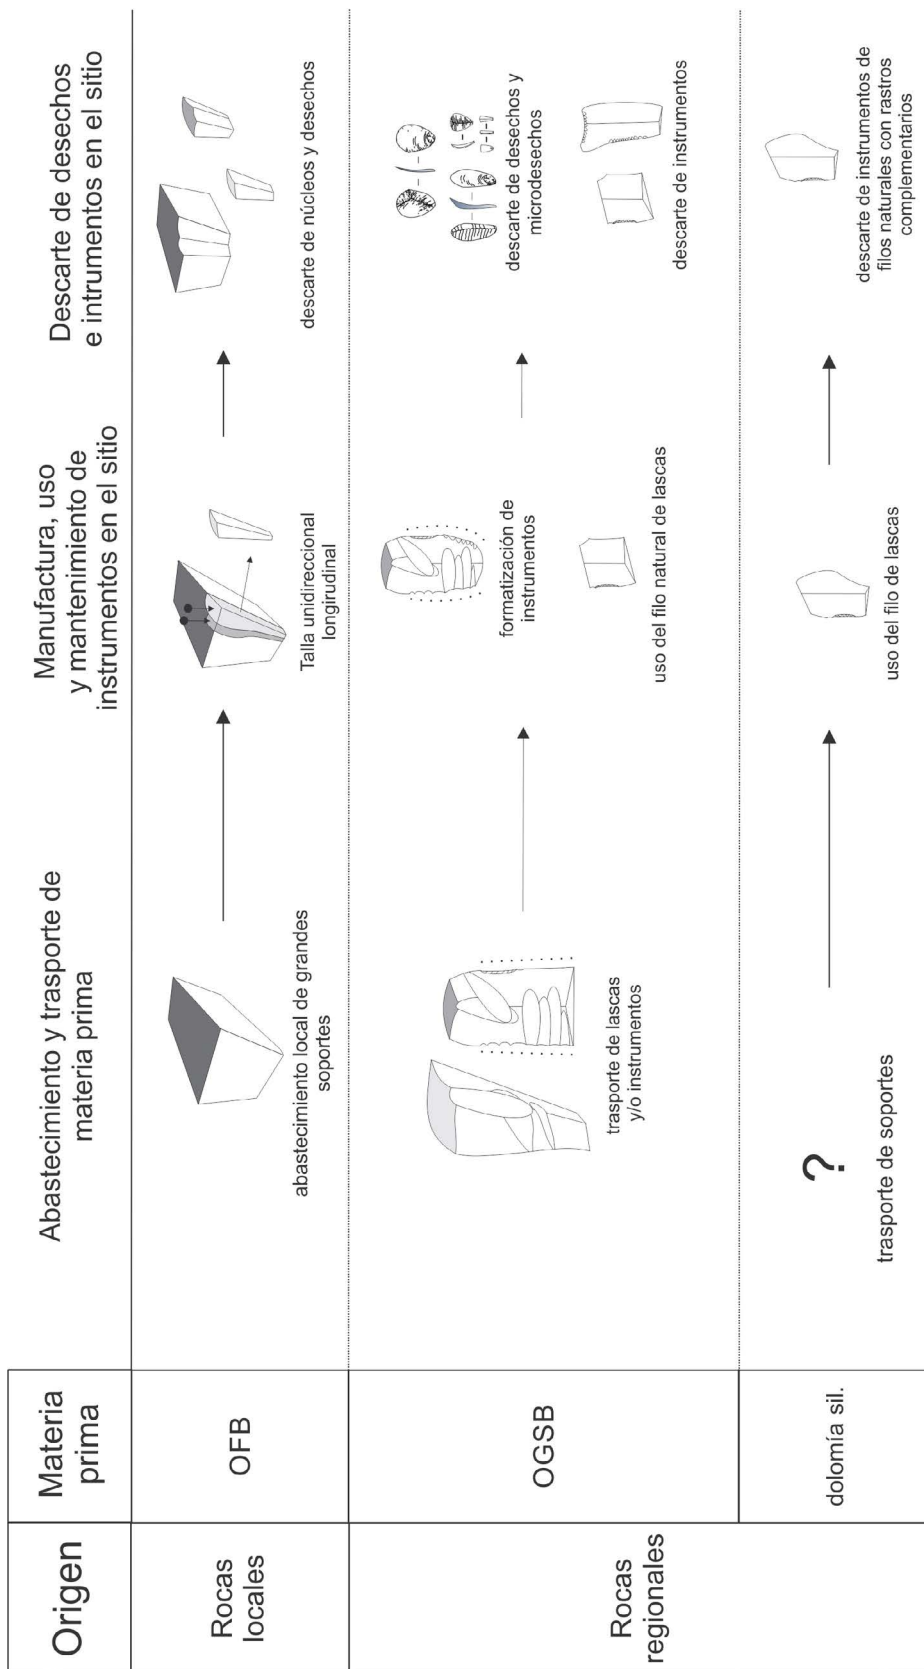 Origen
Materia
prima
Abastecimiento y trasporte de
materia prima
Manufactura, uso
y mantenimiento de
instrumentos en el sitio
Descarte de desechos
e intrumentos en el sitio
Rocas
locales
OFB
abastecimiento local de grandes
soportes
Talla unidireccional
longirudinal
descarte de núcleos y desechos
Rocas
regionales
OGSB
trasporte de lascas
y/o instrumentos
formatización de
instrumentos
uso del filo natural de lascas
descarte de desechos y
microdesechos
descarte de instrumentos
dolomía sil.
?
trasporte de soportes
uso del filo de lascas
descarte de instrumentos de
filos naturales con rastros
complementarios